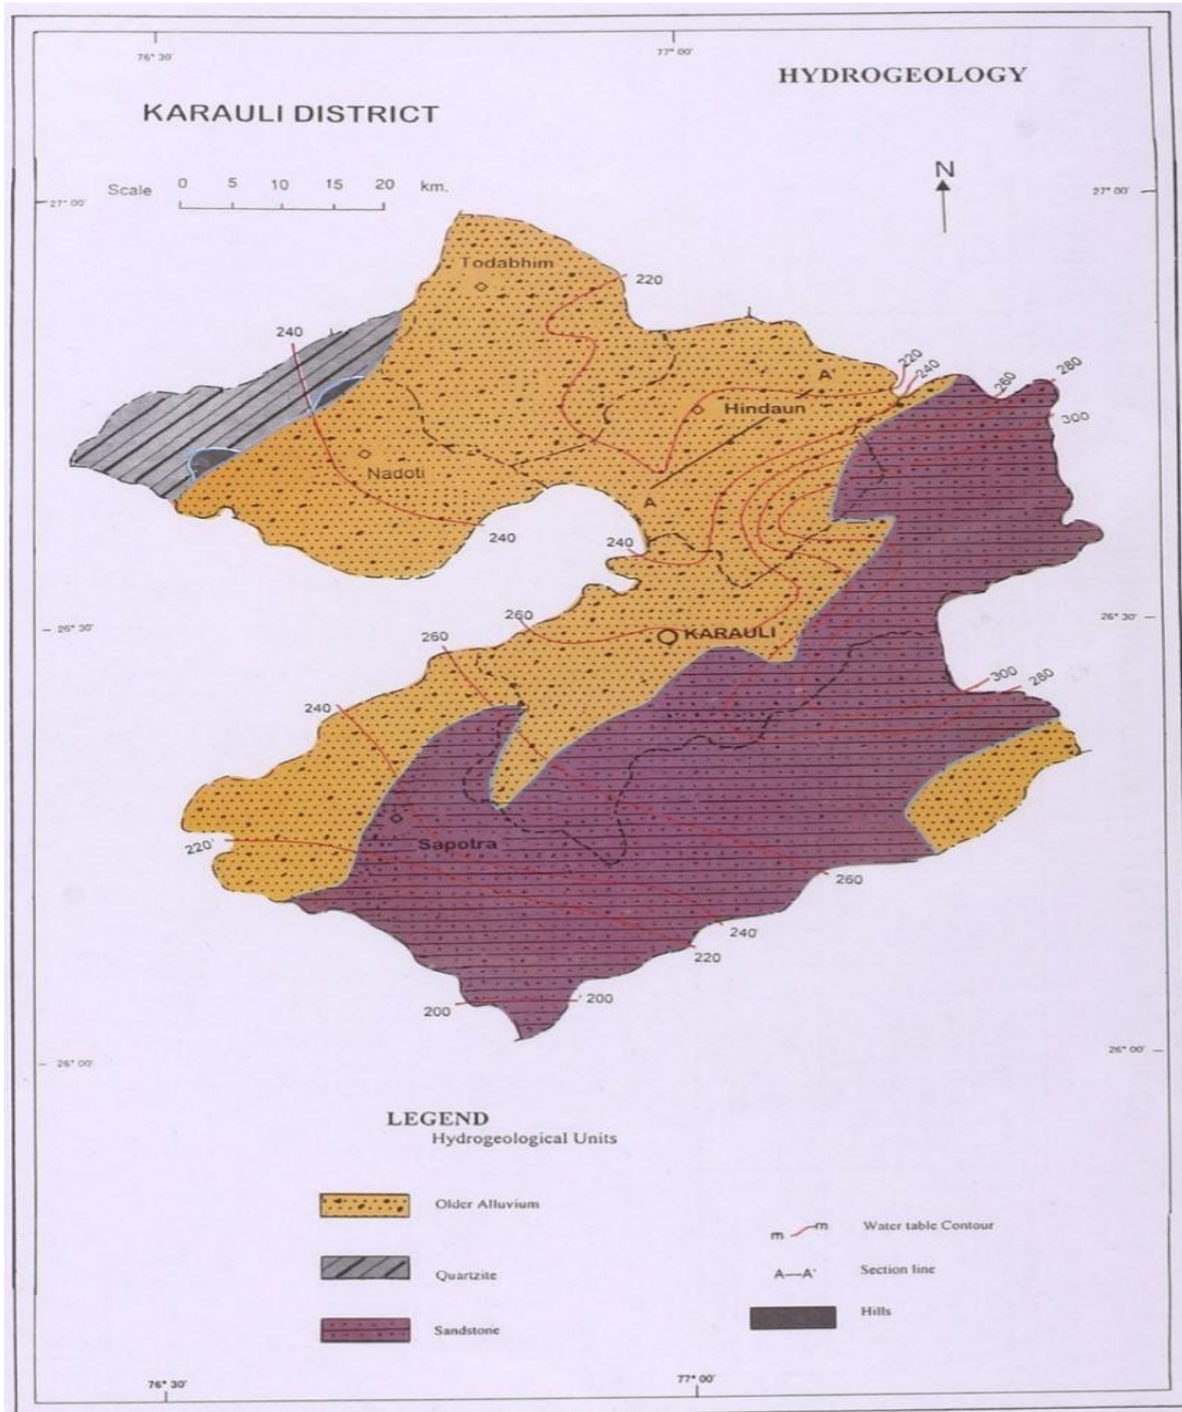 76° 30'
77° 00'
HYDROGEOLOGY
KARAULI DISTRICT
N
Scale 0 5 10 15 20 km.
27° 00'
27° 00'
Todabhim
220
240
220
240
260
280
300
A'
Hindaun
Nadoti
A
240
240
26° 30'
26° 30'
260
260
KARAULI
240
300
280
220'
Sapotra
260
240'
220
200
200
26° 00'
26° 00'
LEGEND
Hydrogeological Units
Older Alluvium
m m Water table Contour
Quartzite
A—A' Section line
Sandstone
Hills
76° 30'
77° 00'